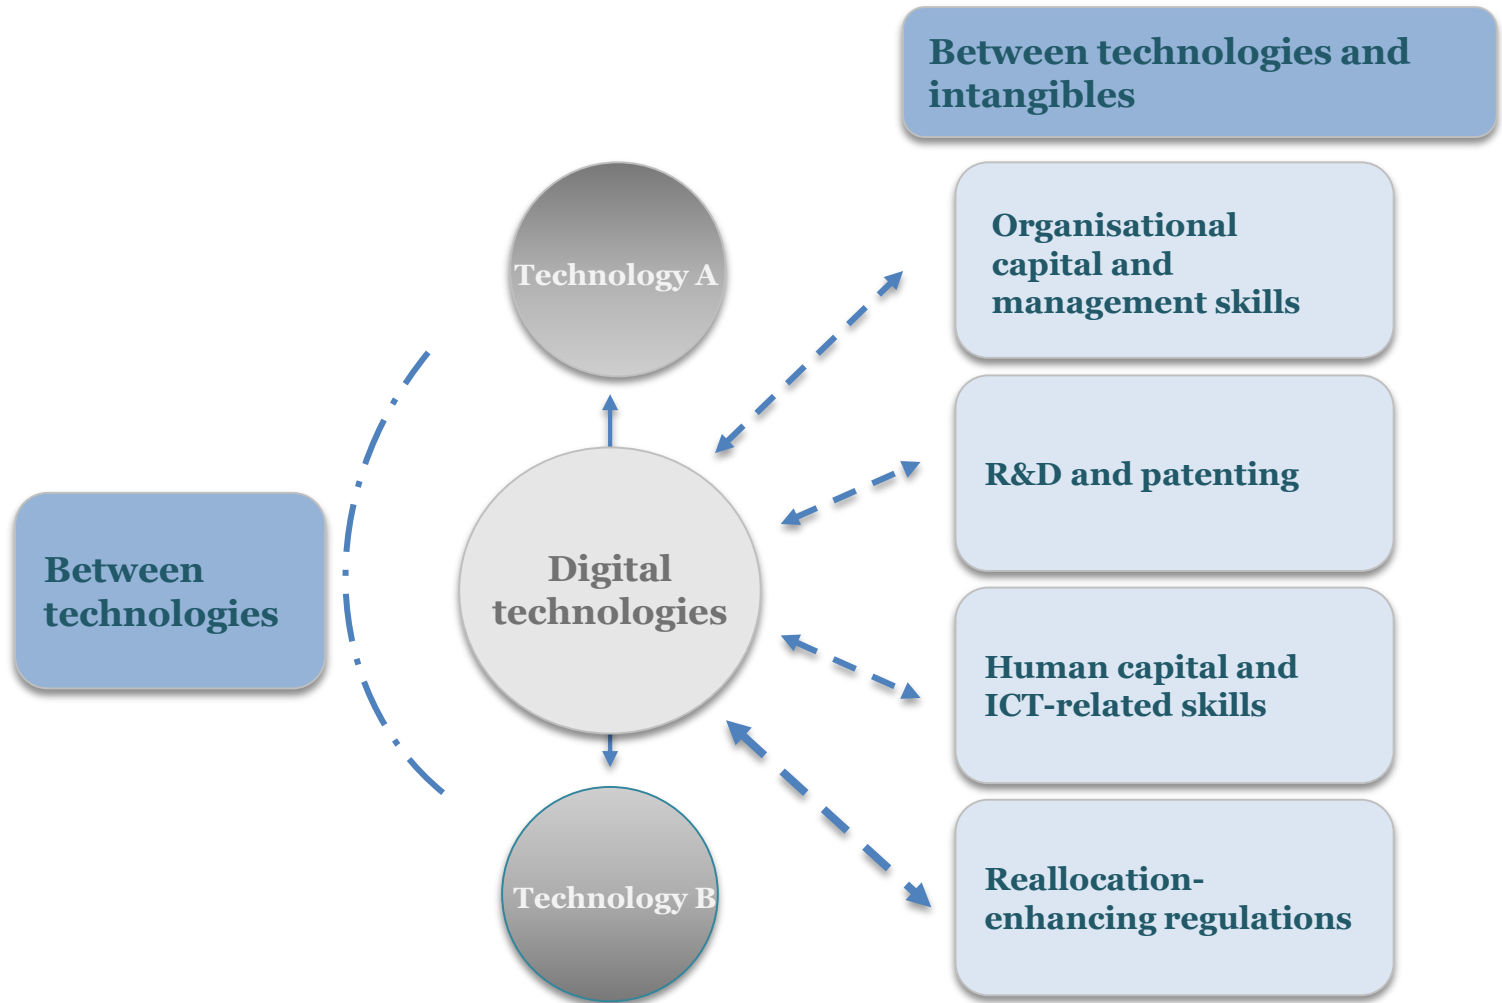 Between technologies and
intangibles
Technology A
Organisational
capital and
management skills
R&D and patenting
Between
technologies
Digital
technologies
Human capital and
ICT-related skills
Technology B
Reallocation-
enhancing regulations